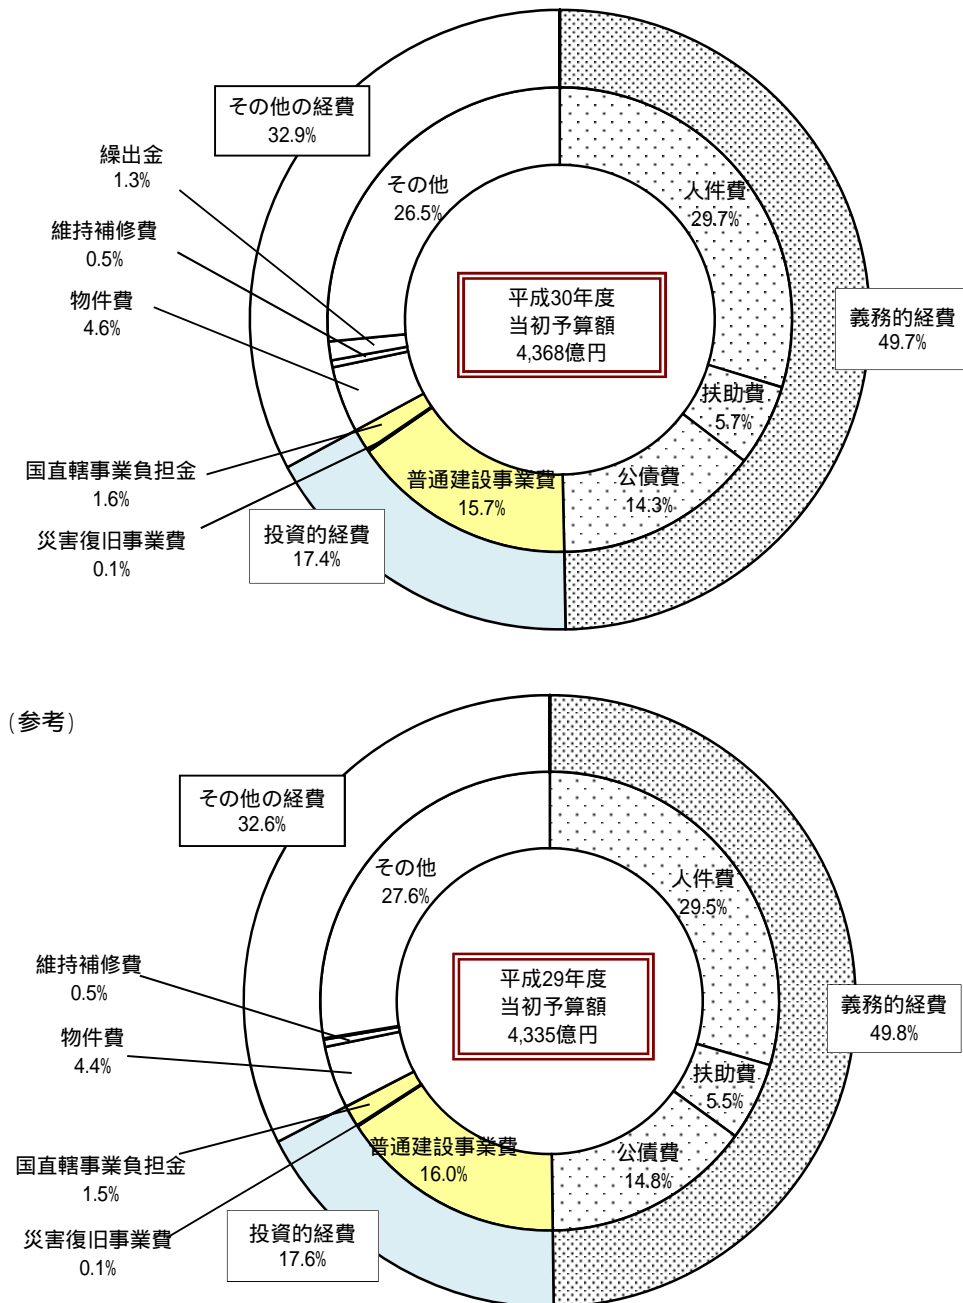 その他の経費
32.9%
繰出金
1.3%
維持補修費
0.5%
物件費
4.6%
その他
26.5%
人件費
29.7%
平成30年度
当初予算額
4,368億円
義務的経費
49.7%
扶助費
5.7%
公債費
14.3%
普通建設事業費
15.7%
国直轄事業負担金
1.6%
災害復旧事業費
0.1%
投資的経費
17.4%
(参考)
その他の経費
32.6%
その他
27.6%
人件費
29.5%
維持補修費
0.5%
物件費
4.4%
平成29年度
当初予算額
4,335億円
義務的経費
49.8%
扶助費
5.5%
公債費
14.8%
普通建設事業費
16.0%
国直轄事業負担金
1.5%
災害復旧事業費
0.1%
投資的経費
17.6%